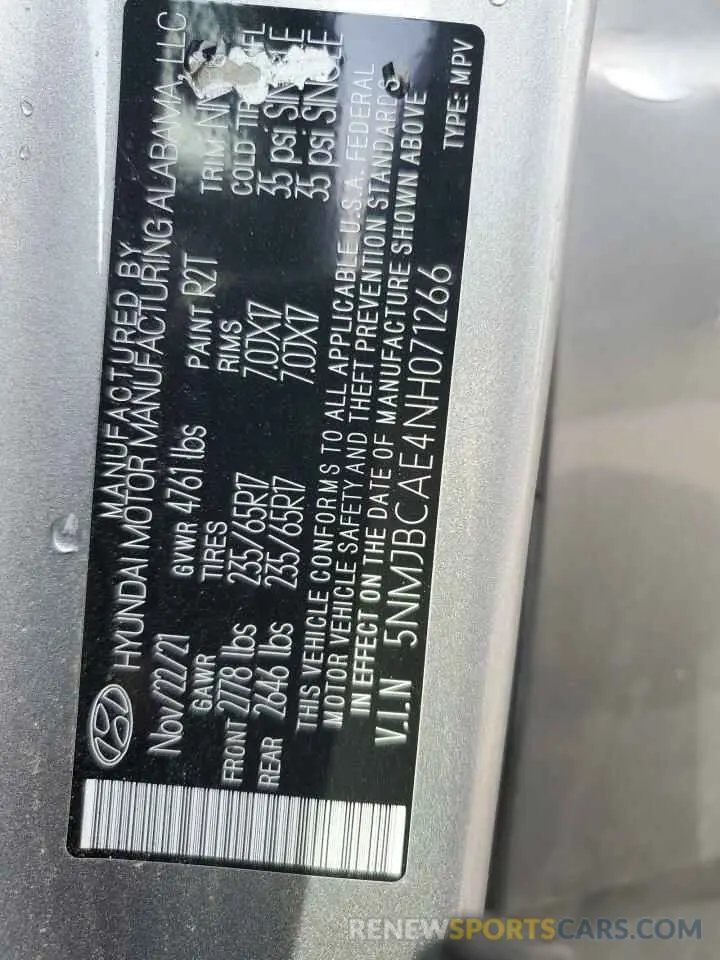 MANUFACTURED BY
HYUNDAI MOTOR MANUFACTURING ALABAMA, LLC
Nov/22/21 GVWR 4761 lbs PAINT R2T TRIM
GAWR TIRES RIMS COLD
FRONT 2778 lbs 235/65R17 7.0JX17 35 psi SINGLE
REAR 2646 lbs 235/65R17 7.0JX17 35 psi SINGLE
THIS VEHICLE CONFORMS TO ALL APPLICABLE U.S.A. FEDERAL
MOTOR VEHICLE SAFETY AND THEFT PREVENTION STANDARDS
IN EFFECT ON THE DATE OF MANUFACTURE SHOWN ABOVE
V.I.N 5NMJBCAE4NH071266 TYPE: MPV
RENEWSPORTSCARS.COM